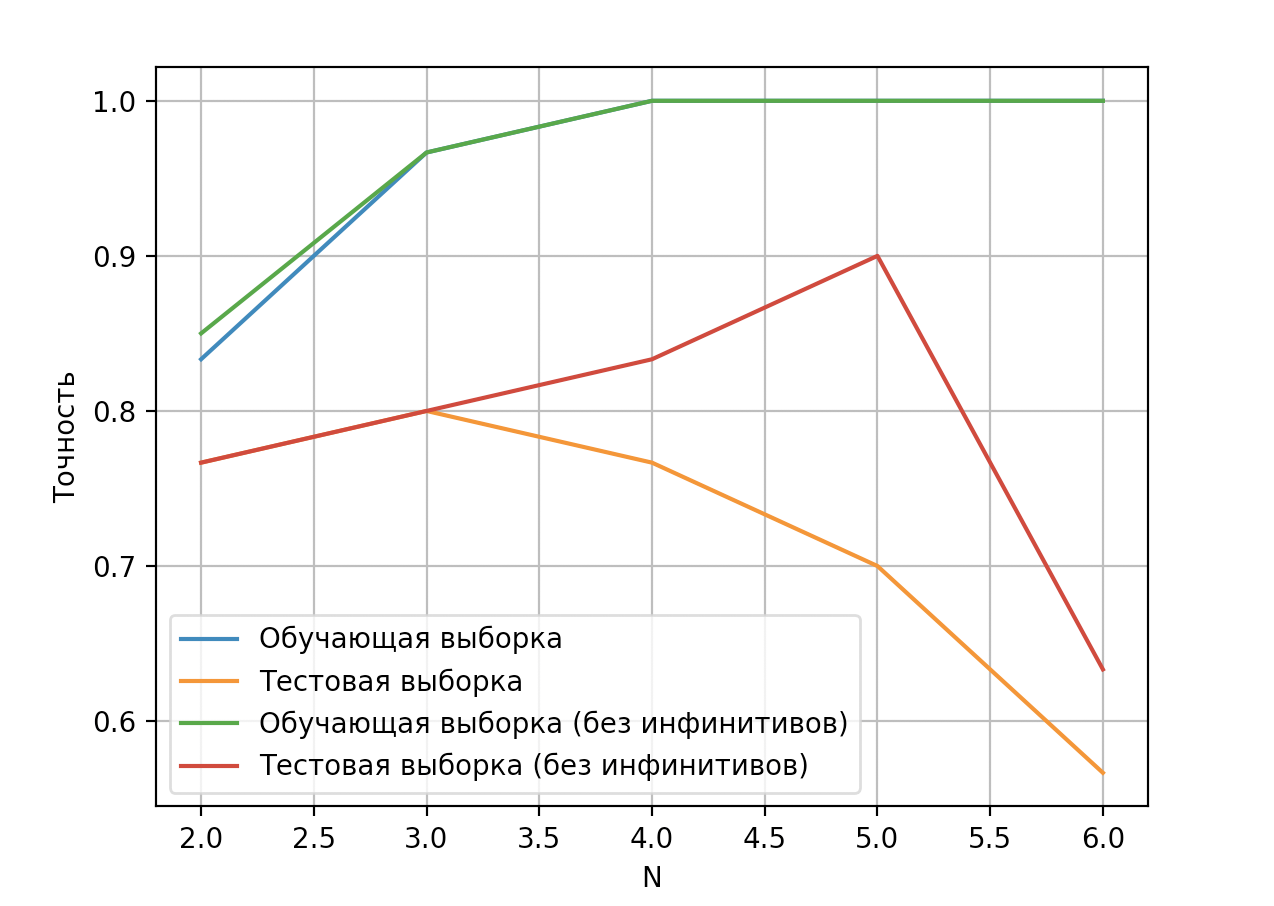 1.0
0.9
0.8
0.7
0.6
Точность
Обучающая выборка
Тестовая выборка
Обучающая выборка (без инфинитивов)
Тестовая выборка (без инфинитивов)
2.0 2.5 3.0 3.5 4.0 4.5 5.0 5.5 6.0
N